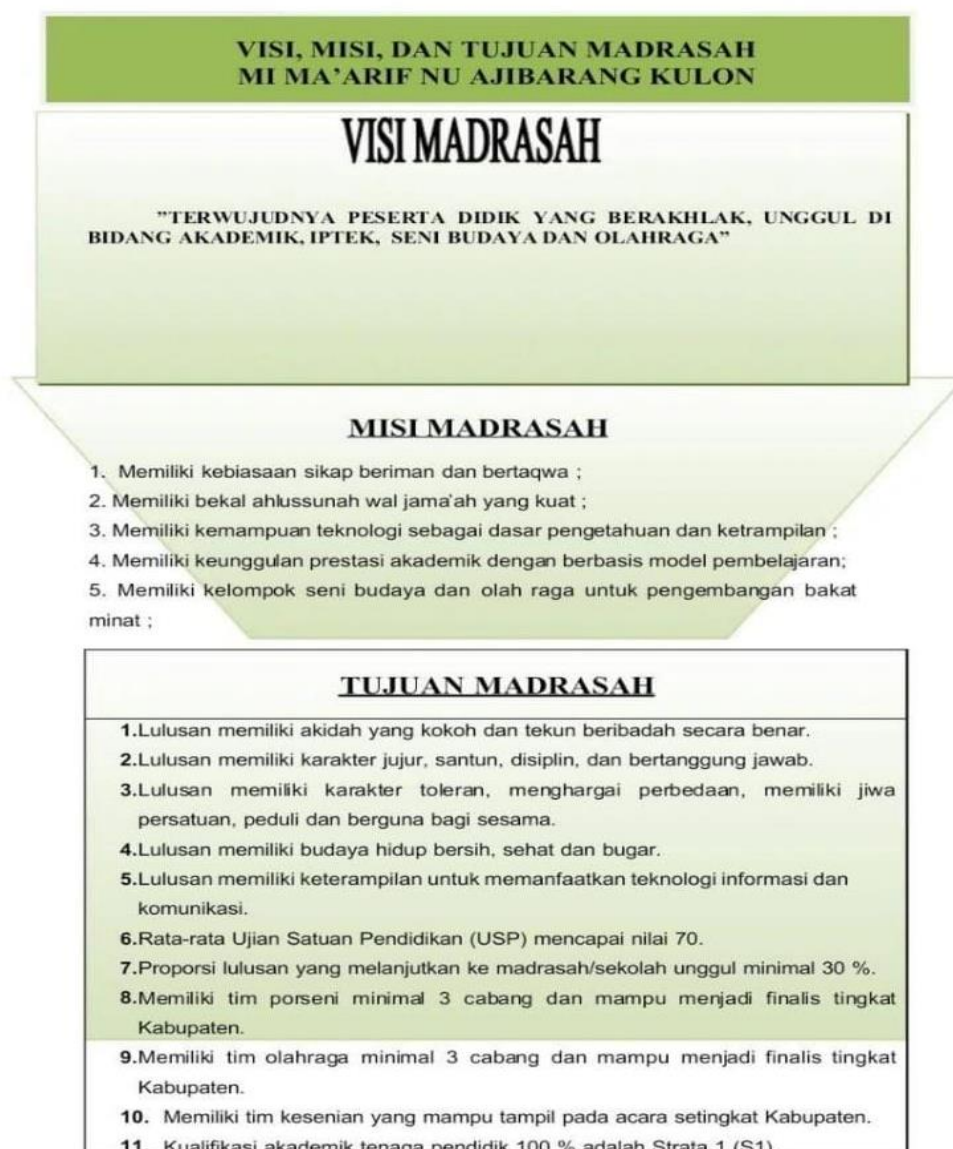 VISI, MISI, DAN TUJUAN MADRASAH
MI MA'ARIF NU AJIBARANG KULON
VISI MADRASAH
"TERWUJUDNYA PESERTA DIDIK YANG BERAKHLAK, UNGGUL DI
BIDANG AKADEMIK, IPTEK, SENI BUDAYA DAN OLAHRAGA"
MISI MADRASAH
1. Memiliki kebiasaan sikap beriman dan bertaqwa ;
2. Memiliki bekal ahlussunah wal jama'ah yang kuat ;
3. Memiliki kemampuan teknologi sebagai dasar pengetahuan dan ketrampilan ;
4. Memiliki keunggulan prestasi akademik dengan berbasis model pembelajaran;
5. Memiliki kelompok seni budaya dan olah raga untuk pengembangan bakat
minat ;
TUJUAN MADRASAH
1.Lulusan memiliki akidah yang kokoh dan tekun beribadah secara benar.
2.Lulusan memiliki karakter jujur, santun, disiplin, dan bertanggung jawab.
3.Lulusan memiliki karakter toleran, menghargai perbedaan, memiliki jiwa
persatuan, peduli dan berguna bagi sesama.
4.Lulusan memiliki budaya hidup bersih, sehat dan bugar.
5.Lulusan memiliki keterampilan untuk memanfaatkan teknologi informasi dan
komunikasi.
6.Rata-rata Ujian Satuan Pendidikan (USP) mencapai nilai 70.
7.Proporsi lulusan yang melanjutkan ke madrasah/sekolah unggul minimal 30 %.
8.Memiliki tim porseni minimal 3 cabang dan mampu menjadi finalis tingkat
Kabupaten.
9.Memiliki tim olahraga minimal 3 cabang dan mampu menjadi finalis tingkat
Kabupaten.
10. Memiliki tim kesenian yang mampu tampil pada acara setingkat Kabupaten.
11. Kualifikasi akademik tenaga pendidik 100 % adalah Strata 1 (S1)